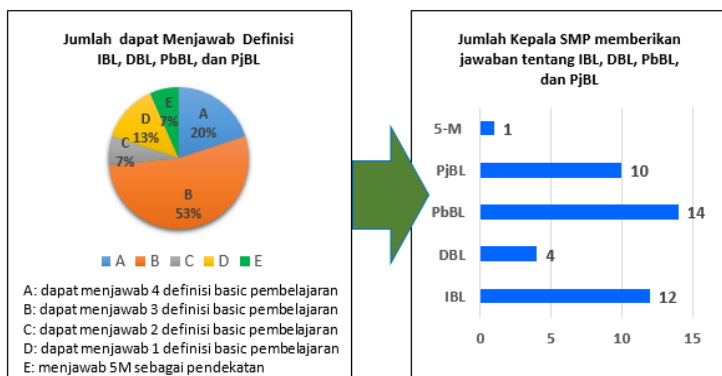 Jumlah dapat Menjawab Definisi
IBL, DBL, PbBL, dan PjBL
A
20%
B
53%
C
7%
D
13%
E
7%
A B C D E
A: dapat menjawab 4 definisi basic pembelajaran
B: dapat menjawab 3 definisi basic pembelajaran
C: dapat menjawab 2 definisi basic pembelajaran
D: dapat menjawab 1 definisi basic pembelajaran
E: menjawab 5M sebagai pendekatan
Jumlah Kepala SMP memberikan
jawaban tentang IBL, DBL, PbBL,
dan PjBL
5-M 1
PjBL 10
PbBL 14
DBL 4
IBL 12
0 5 10 15